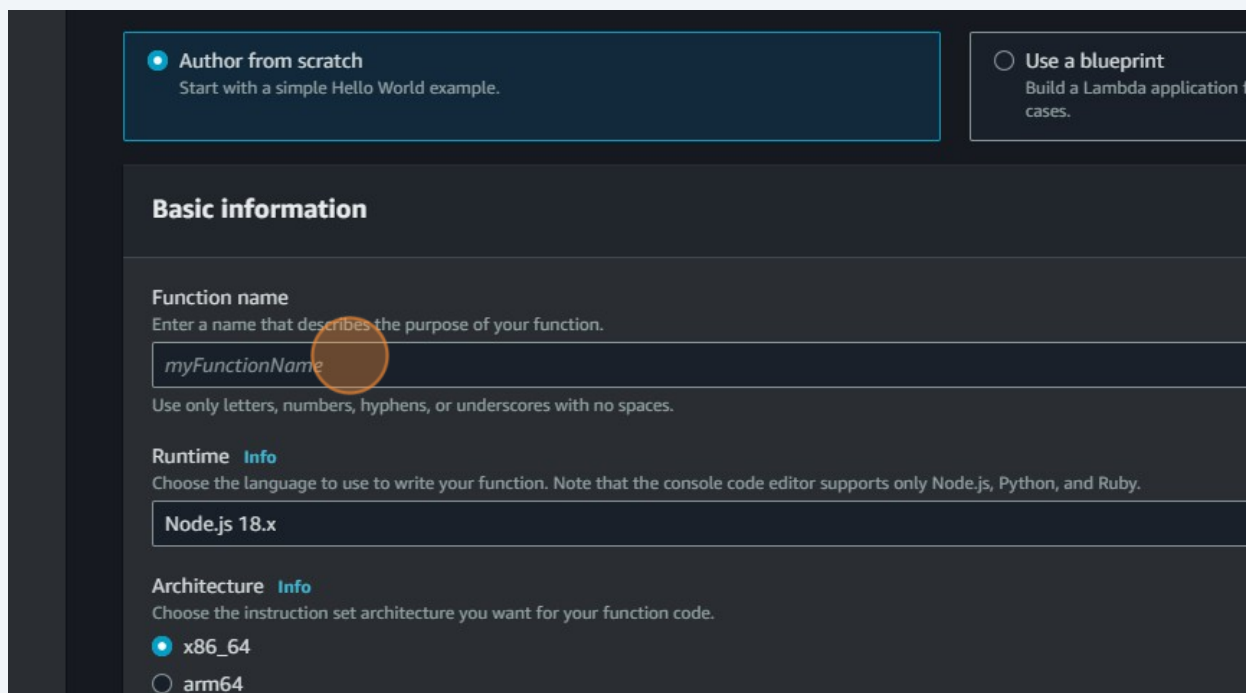 Author from scratch
Start with a simple Hello World example.
Use a blueprint
Build a Lambda application
cases.
Basic information
Function name
Enter a name that describes the purpose of your function.
myFunctionName
Use only letters, numbers, hyphens, or underscores with no spaces.
Runtime Info
Choose the language to use to write your function. Note that the console code editor supports only Node.js, Python, and Ruby.
Node.js 18.x
Architecture Info
Choose the instruction set architecture you want for your function code.
x86_64
arm64